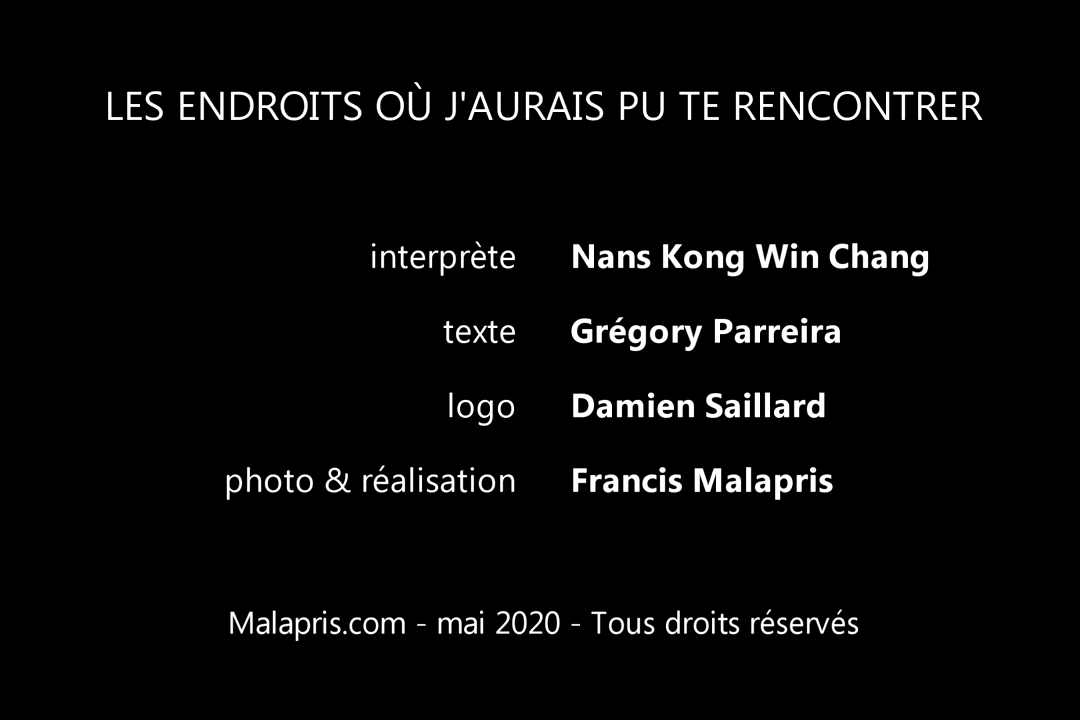 LES ENDROITS OÙ J'AURAIS PU TE RENCONTRER
interprète Nans Kong Win Chang
texte Grégory Parreira
logo Damien Saillard
photo & réalisation Francis Malapris
Malapris.com - mai 2020 - Tous droits réservés